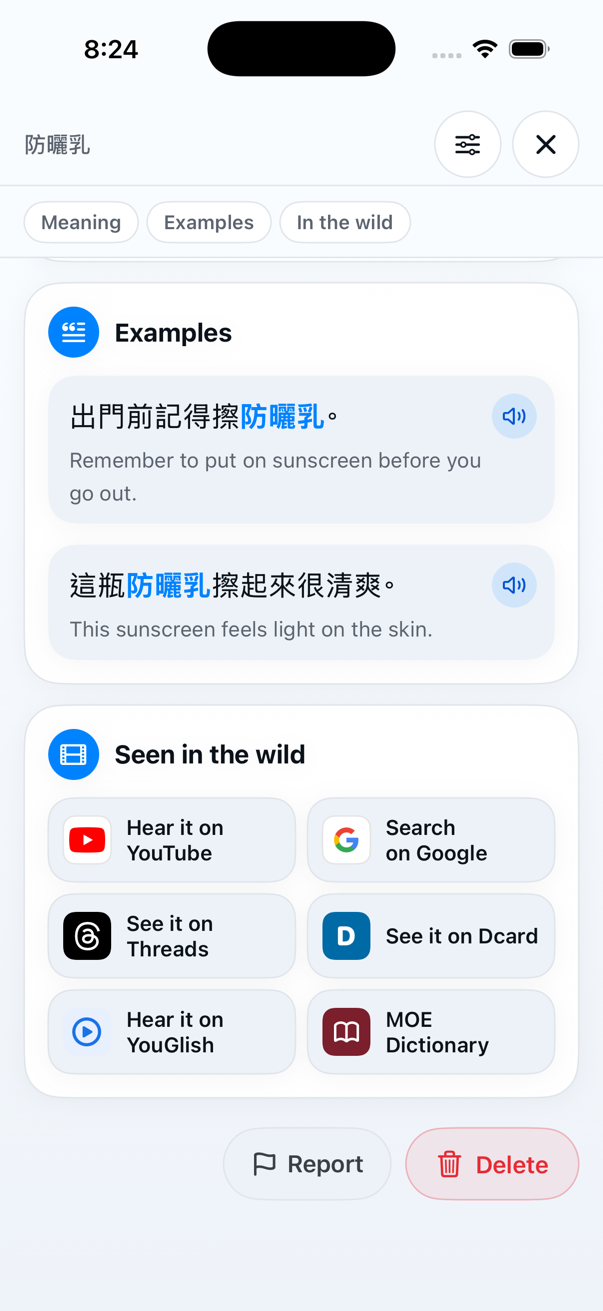 8:24
防曬乳
Meaning
Examples
In the wild
Examples
出門前記得擦防曬乳。
Remember to put on sunscreen before you
go out.
這瓶防曬乳擦起來很清爽。
This sunscreen feels light on the skin.
Seen in the wild
Hear it on
YouTube
Search
on Google
See it on
Threads
D
See it on Dcard
Hear it on
YouGlish
MOE
Dictionary
Report
Delete